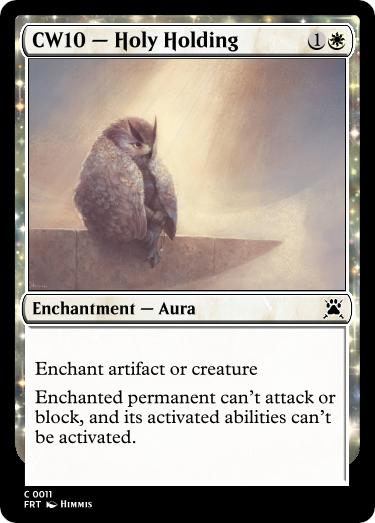 CW10 — Holy Holding 1
Enchantment — Aura
Enchant artifact or creature
Enchanted permanent can't attack or
block, and its activated abilities can't
be activated.
C 0011
FRT Himmis